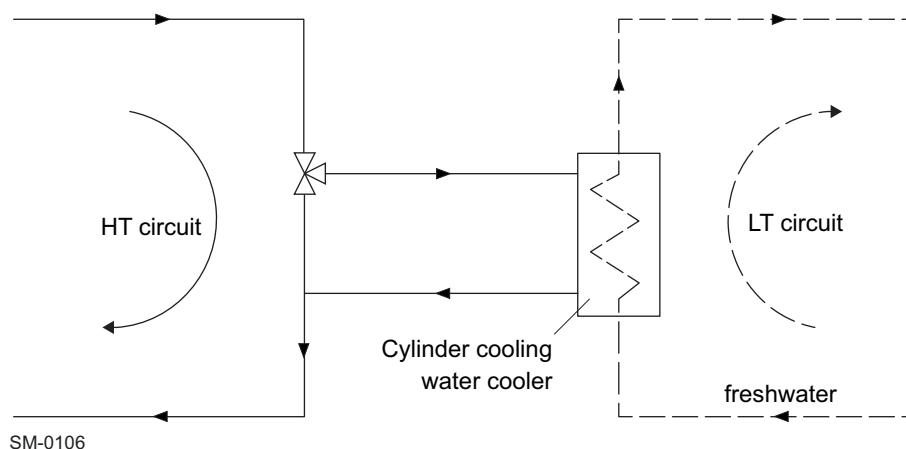 HT circuit
LT circuit
Cylinder cooling
water cooler
freshwater
SM-0106